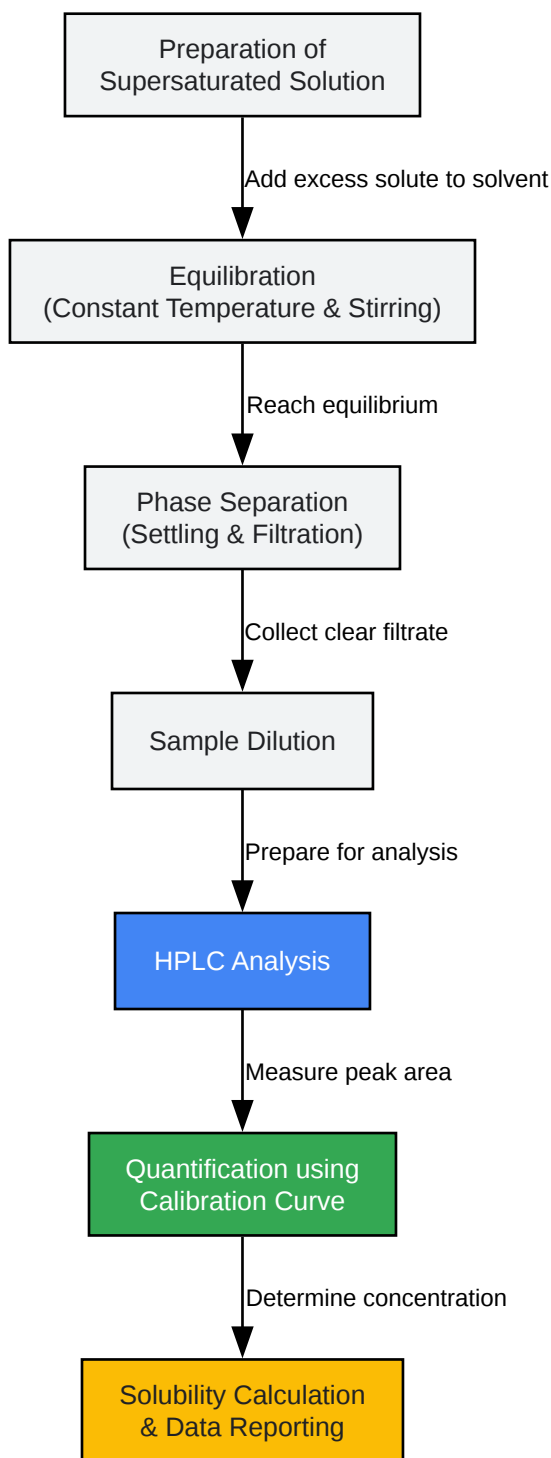 Preparation of
Supersaturated Solution
Add excess solute to solvent
Equilibration
(Constant Temperature & Stirring)
Reach equilibrium
Phase Separation
(Settling & Filtration)
Collect clear filtrate
Sample Dilution
Prepare for analysis
HPLC Analysis
Measure peak area
Quantification using
Calibration Curve
Determine concentration
Solubility Calculation
& Data Reporting